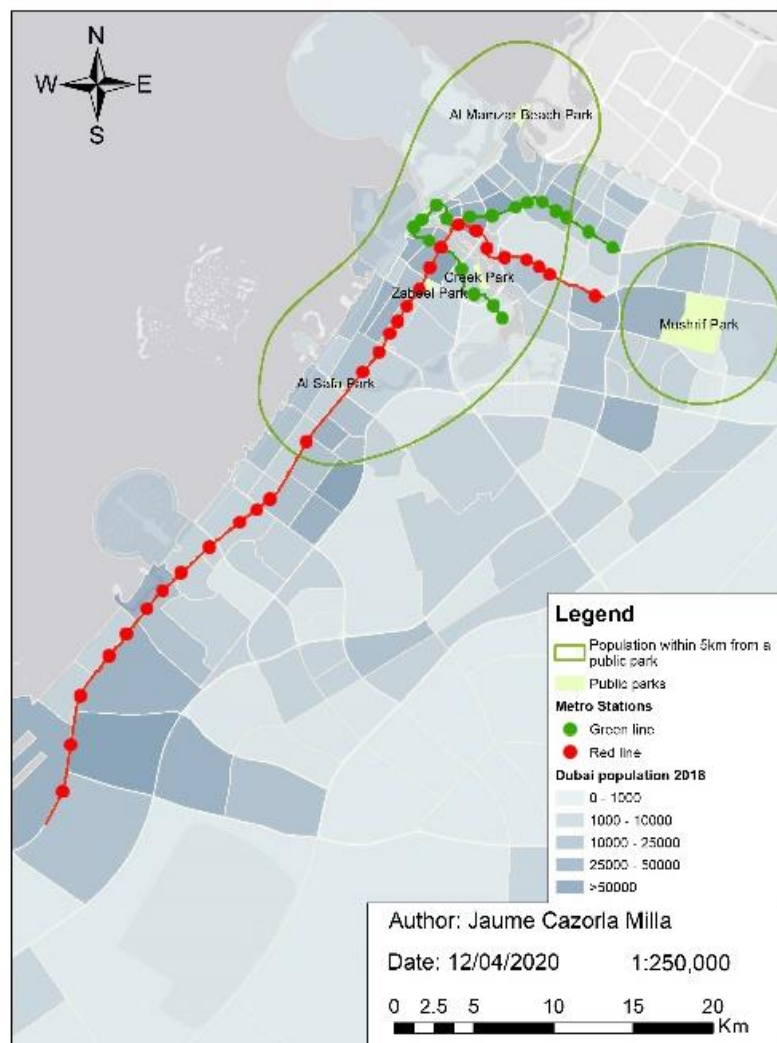 N
W E
S
Al Mamzar Beach Park
Creek Park
Zabeel Park
Mushrif Park
Al Safa Park
Legend
Population within 5km from a
public park
Public parks
Metro Stations
Green line
Red line
Dubai population 2018
0 - 1000
1000 - 10000
10000 - 25000
25000 - 50000
>50000
Author: Jaume Cazorla Milla
Date: 12/04/2020 1:250,000
0 2.5 5 10 15 20
Km